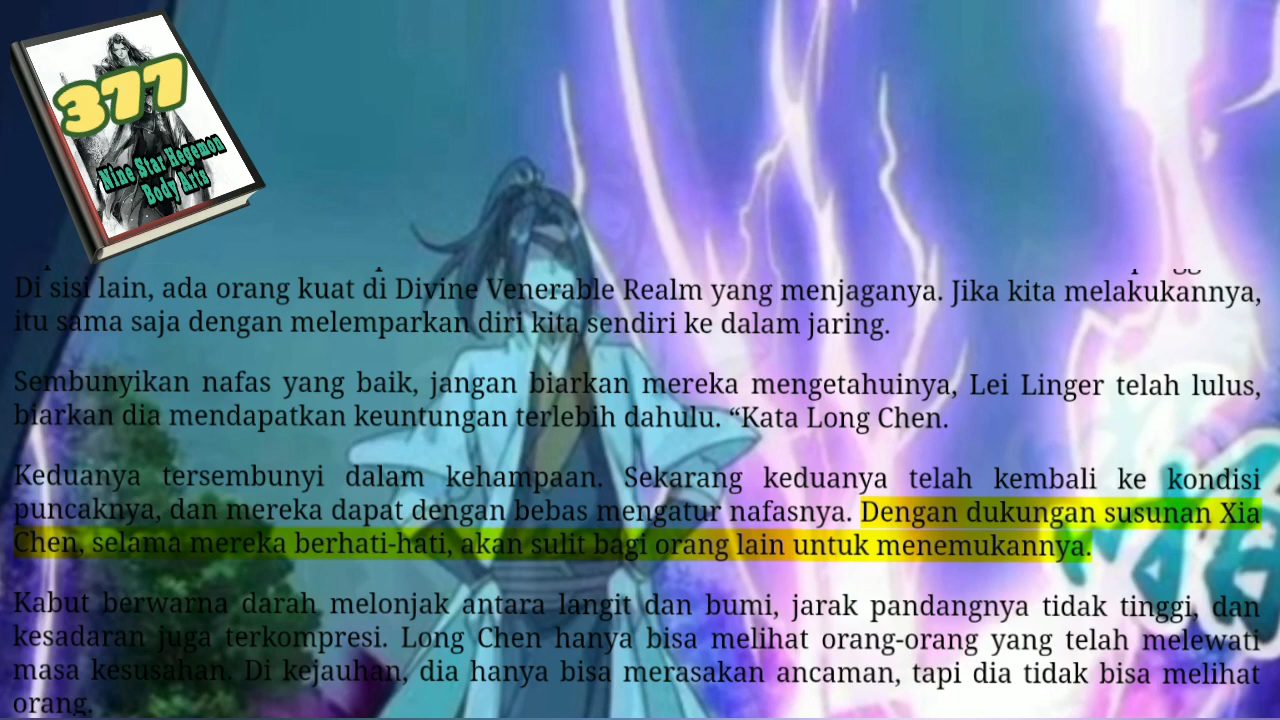 377
Nine Star Hegemon
Body Arts
Di sisi lain, ada orang kuat di Divine Venerable Realm yang menjaganya. Jika kita melakukannya,
itu sama saja dengan melemparkan diri kita sendiri ke dalam jaring.
Sembunyikan nafas yang baik, jangan biarkan mereka mengetahuinya, Lei Linger telah lulus,
biarkan dia mendapatkan keuntungan terlebih dahulu. “Kata Long Chen.
Keduanya tersembunyi dalam kehampaan. Sekarang keduanya telah kembali ke kondisi
puncaknya, dan mereka dapat dengan bebas mengatur nafasnya. Dengan dukungan susunan Xia
Chen, selama mereka berhati-hati, akan sulit bagi orang lain untuk menemukannya.
Kabut berwarna darah melonjak antara langit dan bumi, jarak pandangnya tidak tinggi, dan
kesadaran juga terkompresi. Long Chen hanya bisa melihat orang-orang yang telah melewati
masa kesusahan. Di kejauhan, dia hanya bisa merasakan ancaman, tapi dia tidak bisa melihat
orang.